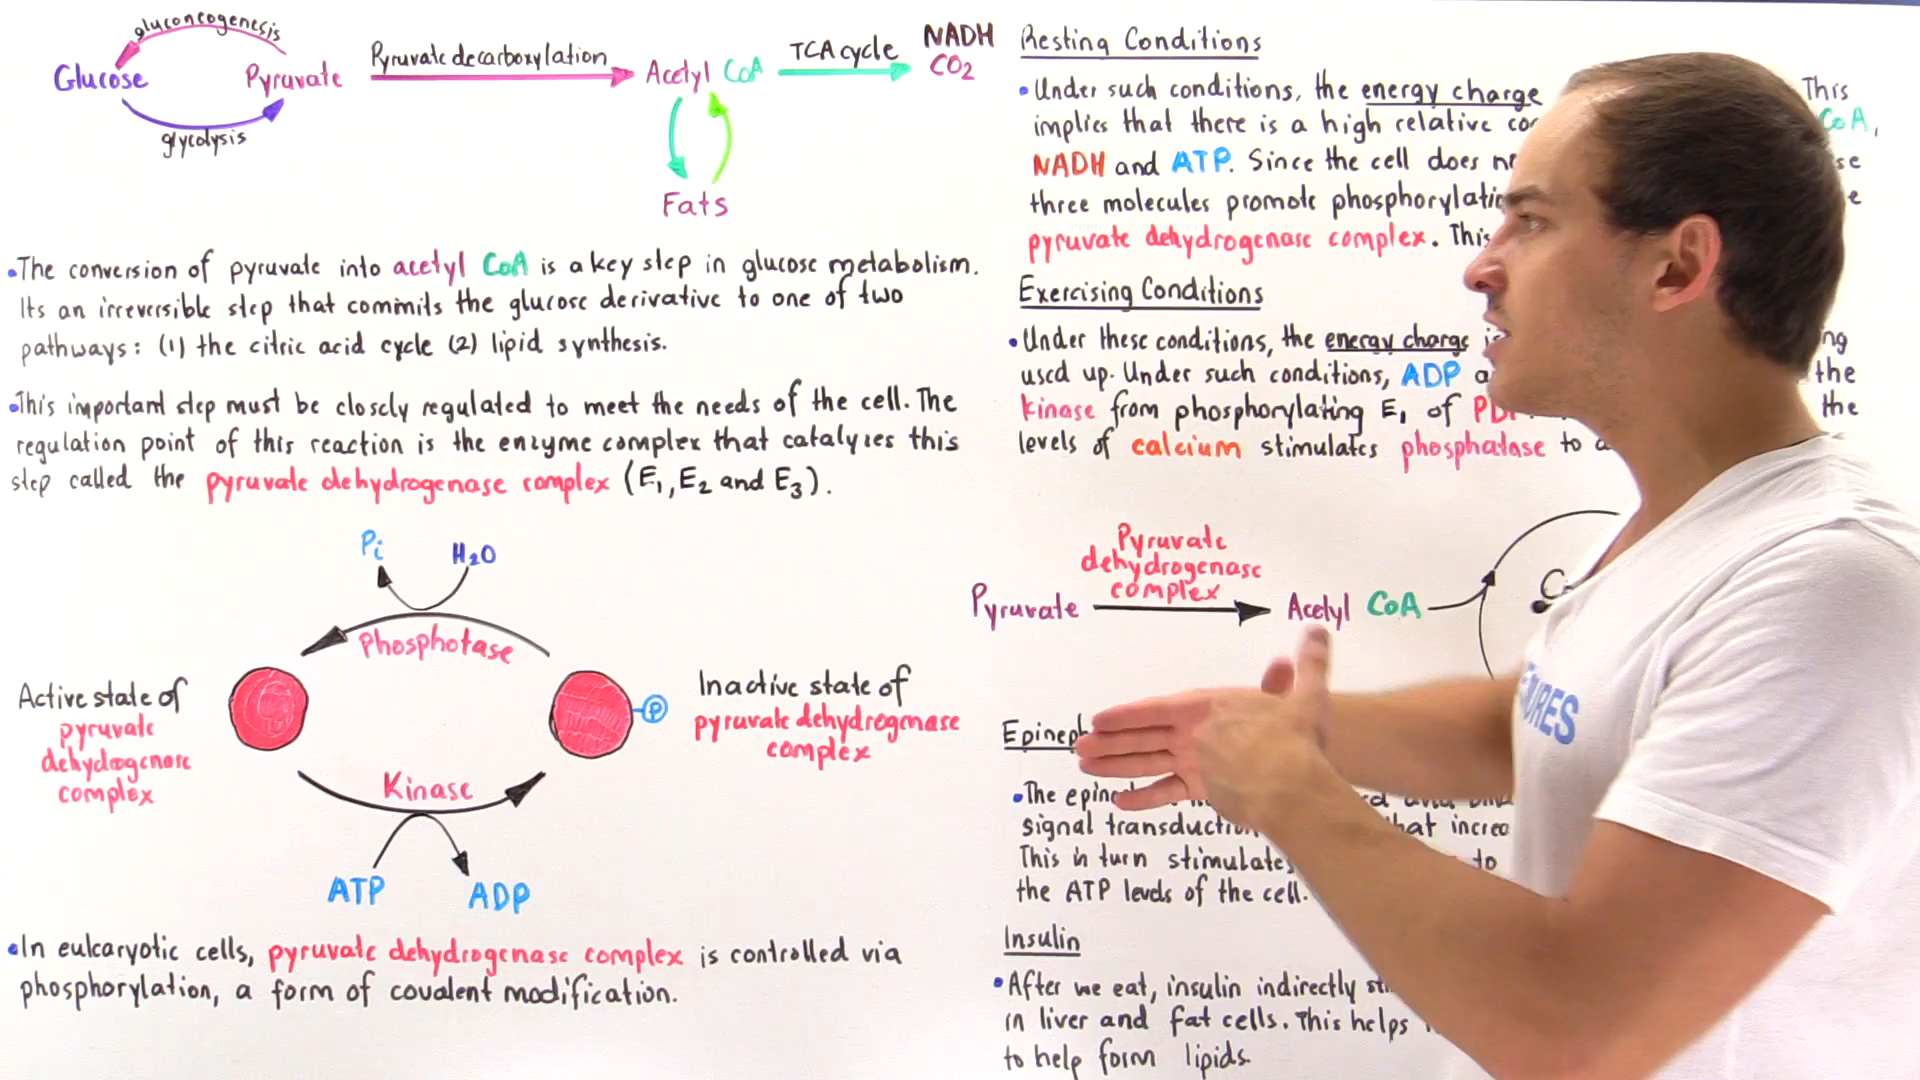 gluconeogenesis
Glucose
Pyruvate
glycolysis
Pyruvate decarboxylation
Acetyl CoA
TCA cycle
NADH
CO2
Fats
•The conversion of pyruvate into acetyl CoA is a key step in glucose metabolism.
Its an irreversible step that commits the glucose derivative to one of two
pathways: (1) the citric acid cycle (2) lipid synthesis.
•This important step must be closely regulated to meet the needs of the cell. The
regulation point of this reaction is the enzyme complex that catalyzes this
step called the pyruvate dehydrogenase complex (E1, E2 and E3).
Pi
H2O
Phosphotase
Active state of
pyruvate
dehydrogenase
complex
P
Inactive state of
pyruvate dehydrogenase
complex
Kinase
ATP
ADP
•In eukaryotic cells, pyruvate dehydrogenase complex is controlled via
phosphorylation, a form of covalent modification.
Resting Conditions
•Under such conditions, the energy charge This
implies that there is a high relative CoA,
NADH and ATP. Since the cell does
three molecules promote
pyruvate dehydrogenase complex. This
Exercising Conditions
•Under these conditions, the energy charge
used up. Under such conditions, ADP the
kinase from phosphorylating E1 of the
levels of calcium stimulates phosphatase to
Pyruvate
Pyruvate
dehydrogenase
complex
Acetyl CoA
•The
signal
This in turn to
the ATP levels of the cell.
Insulin
•After we eat, insulin indirectly
in liver and fat cells. This helps
to help form lipids.